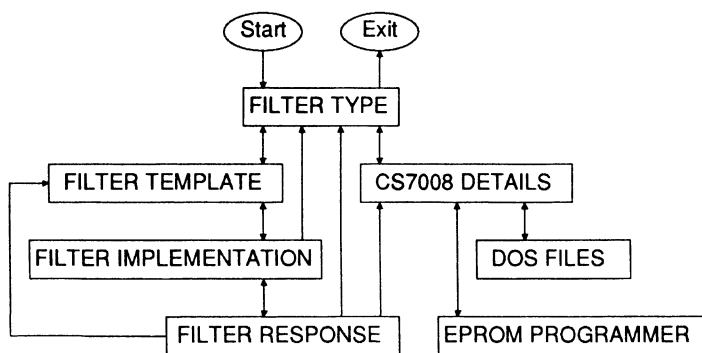 Start
Exit
FILTER TYPE
FILTER TEMPLATE
CS7008 DETAILS
FILTER IMPLEMENTATION
DOS FILES
FILTER RESPONSE
EPROM PROGRAMMER